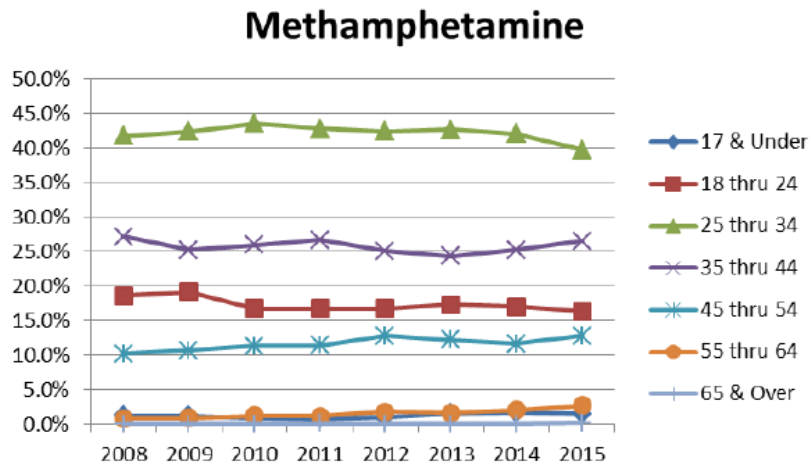 Methamphetamine
50.0%
45.0%
40.0%
35.0%
30.0%
25.0%
20.0%
15.0%
10.0%
5.0%
0.0%
2008 2009 2010 2011 2012 2013 2014 2015
17 & Under
18 thru 24
25 thru 34
35 thru 44
45 thru 54
55 thru 64
65 & Over